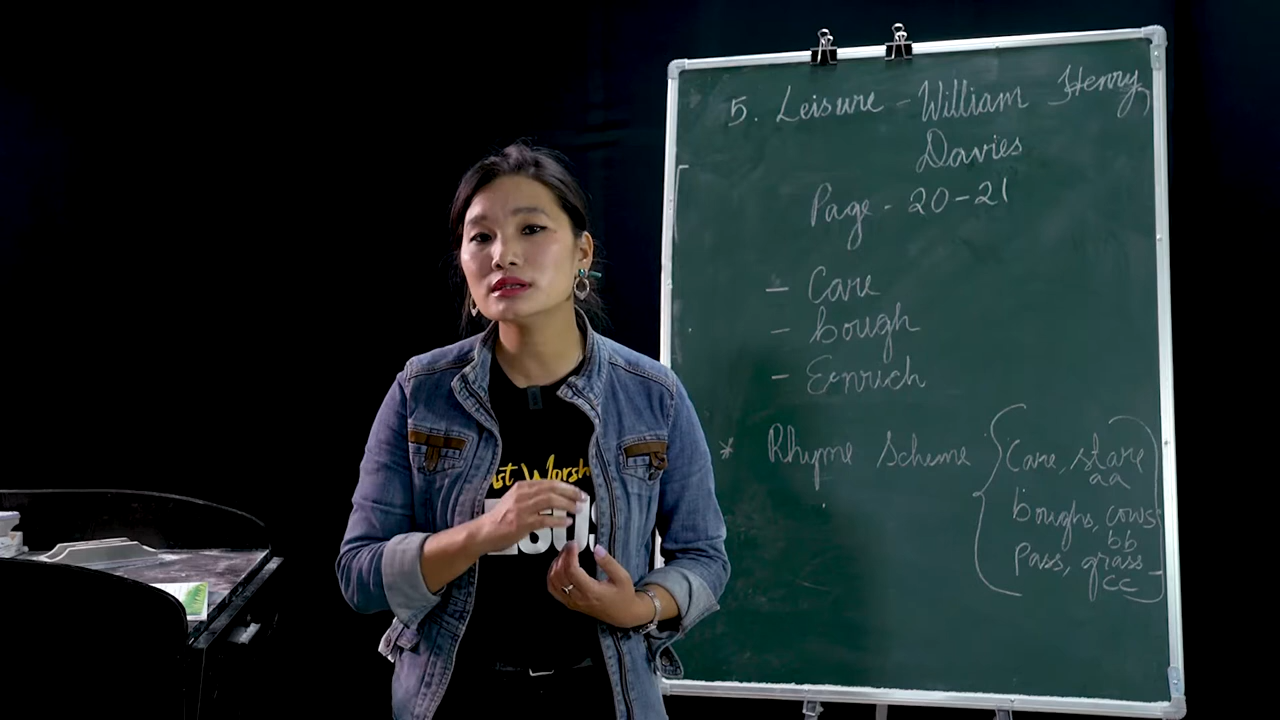 5. Leisure - William Henry,
Davies
Page - 20-21
- Care
- bough
- Eenrich
* Rhyme Scheme
Care, stare
aa
boughs, cows
bb
Pass, grass
cc